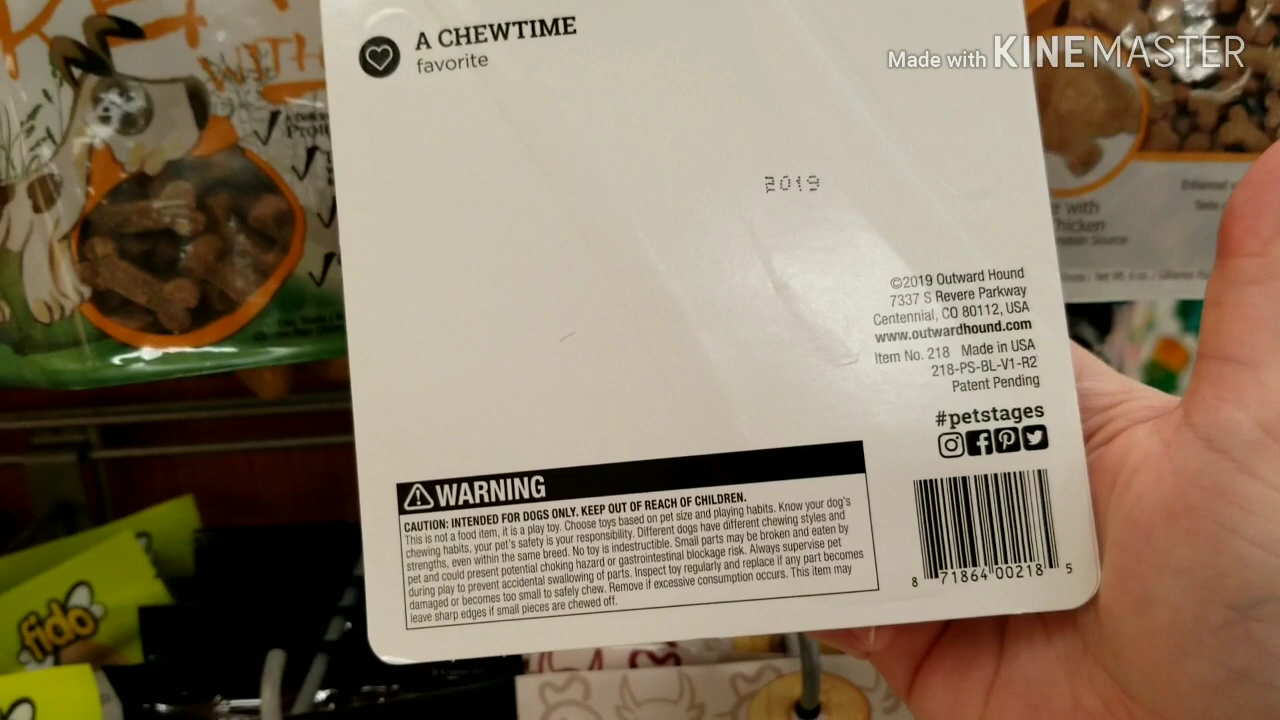 A CHEWTIME
favorite
Made with KINEMASTER
WITH
2019
©2019 Outward Hound
7337 S Revere Parkway
Centennial, CO 80112, USA
www.outwardhound.com
Item No. 218 Made in USA
218-PS-BL-V1-R2
Patent Pending
#petstages
WARNING
CAUTION: INTENDED FOR DOGS ONLY. KEEP OUT OF REACH OF CHILDREN.
This is not a food item, it is a play toy. Choose toys based on pet size and playing habits. Know your dog's
chewing habits, your pet's safety is your responsibility. Different dogs have different chewing styles and
strengths, even within the same breed. No toy is indestructible. Small parts may be broken and eaten by
pet and could present potential choking hazard or gastrointestinal blockage risk. Always supervise pet
during play to prevent accidental swallowing of parts. Inspect toy regularly and replace if any part becomes
damaged or becomes too small to safely chew. Remove if excessive consumption occurs. This item may
leave sharp edges if small pieces are chewed off.
8 71864 00218 5
with
fido